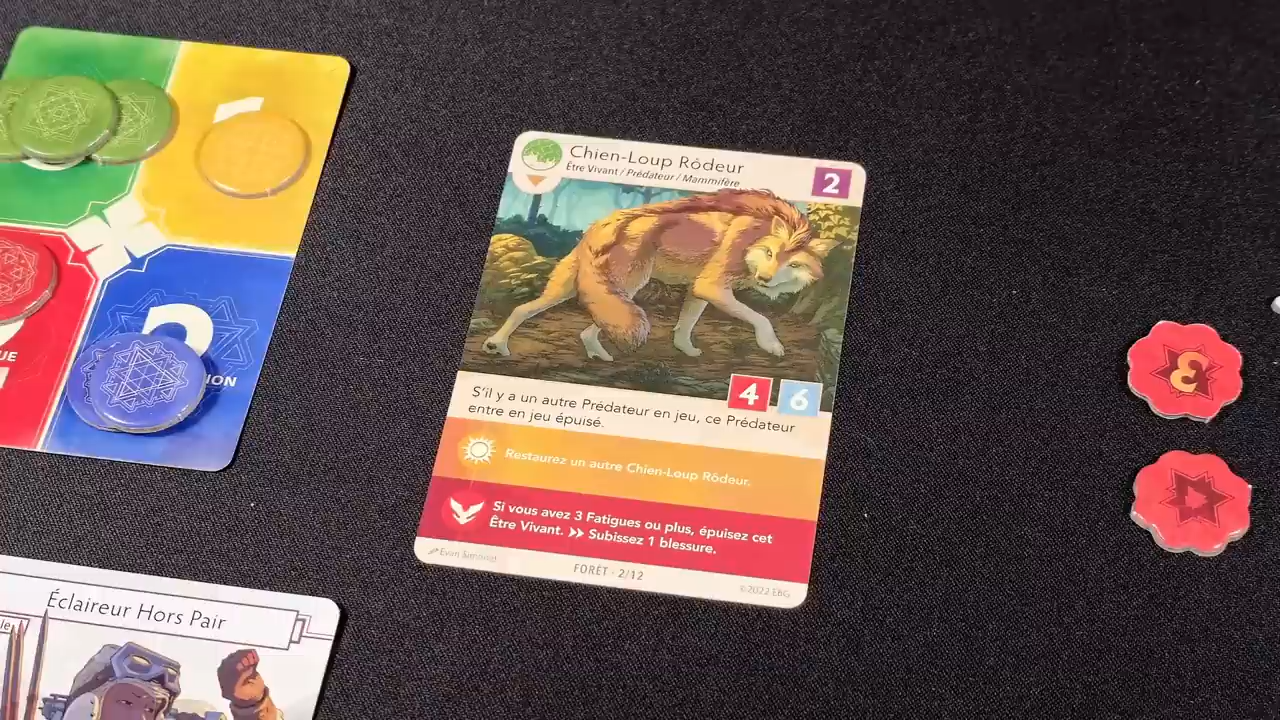 Chien-Loup Rôdeur
Être Vivant / Prédateur / Mammifère
2
4
6
S'il y a un autre Prédateur en jeu, ce Prédateur
entre en jeu épuisé.
Restaurez un autre Chien-Loup Rôdeur.
Si vous avez 3 Fatigues ou plus, épuisez cet
Être Vivant. Subissez 1 blessure.
Evan Simonet
FORÊT - 2/12
©2022 EBG
Éclaireur Hors Pair
3